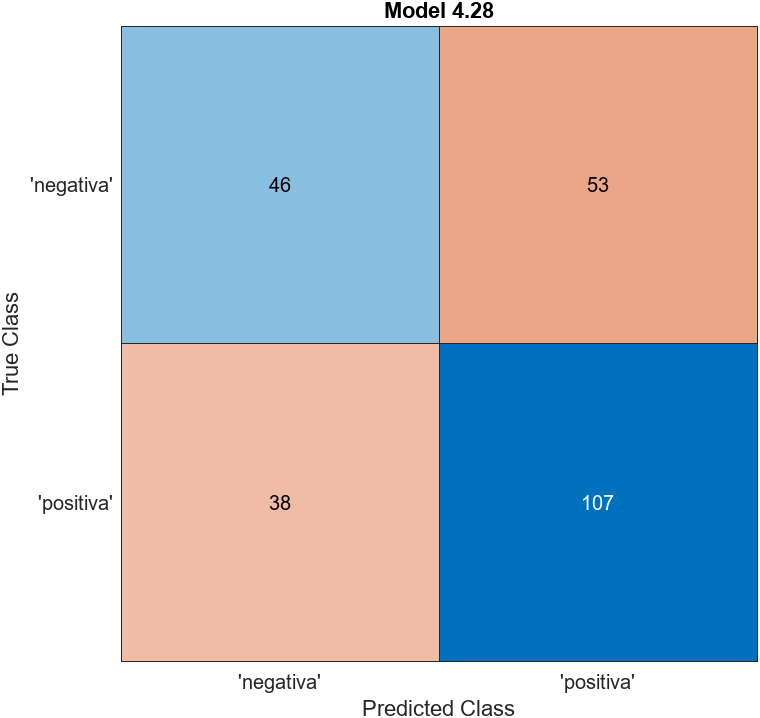 Model 4.28
True Class
'negativa'
46
53
'positiva'
38
107
'negativa'
'positiva'
Predicted Class